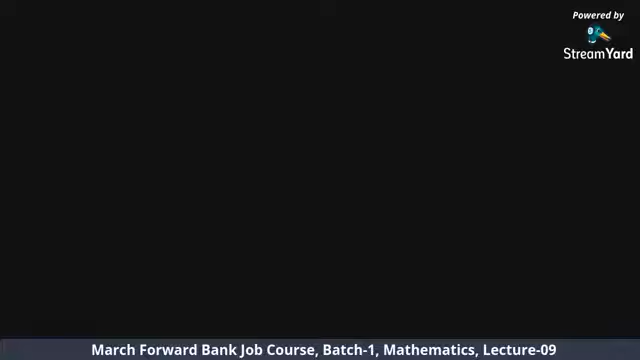 Powered by
StreamYard
March Forward Bank Job Course, Batch-1, Mathematics, Lecture-09